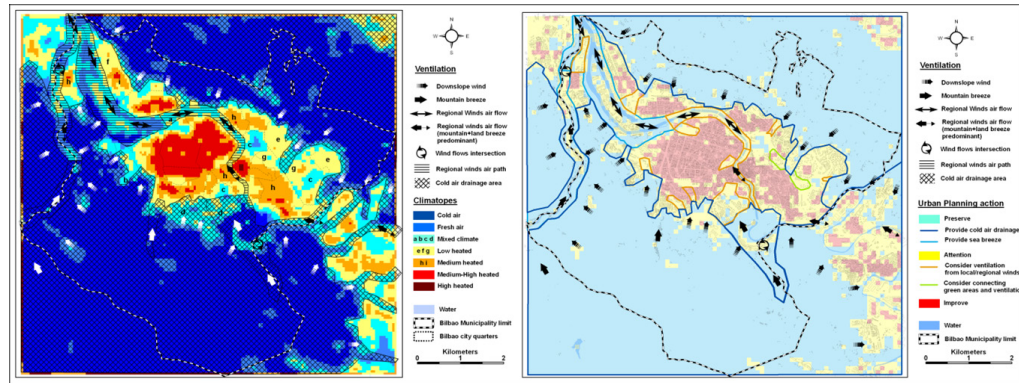 N
W E
S
Ventilation
Downslope wind
Mountain breeze
Regional Winds air flow
Regional winds air flow
(mountain+land breeze
predominant)
Wind flows intersection
Regional winds air path
Cold air drainage area
Climatopes
Cold air
Fresh air
a b c d Mixed climate
e f g Low heated
h i Medium heated
Medium-High heated
High heated
Water
Bilbao Municipality limit
Bilbao city quarters
Kilometers
0 1 2
h
f
i
h
e
g
g
e
h
c
h
c
N
W E
S
Ventilation
Downslope wind
Mountain breeze
Regional Winds air flow
Regional winds air flow
(mountain+land breeze
predominant)
Wind flows intersection
Regional winds air path
Cold air drainage area
Urban Planning action
Preserve
Provide cold air drainage
Provide sea breeze
Attention
Consider ventilation
from local/regional winds
Consider connecting
green areas and ventilatio
Improve
Water
Bilbao Municipality limit
Kilometers
0 1 2